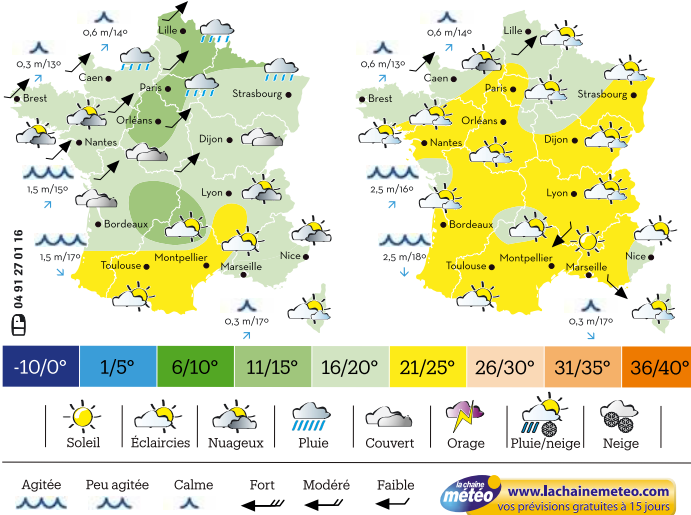 0,6 m/14°
Lille
0,3 m/13°
Caen
Paris
Strasbourg
Brest
Orléans
Nantes
Dijon
1,5 m/15°
Lyon
Bordeaux
1,5 m/17°
Toulouse
Montpellier
Marseille
Nice
0,3 m/17°
04 91 27 01 16
0,6 m/14°
Lille
0,6 m/13°
Caen
Paris
Strasbourg
Brest
Orléans
Nantes
Dijon
2,5 m/16°
Lyon
Bordeaux
2,5 m/18°
Toulouse
Montpellier
Marseille
Nice
0,3 m/17°
-10/0° 1/5° 6/10° 11/15° 16/20° 21/25° 26/30° 31/35° 36/40°
Soleil Éclaircies Nuageux Pluie Couvert Orage Pluie/neige Neige
Agitée Peu agitée Calme Fort Modéré Faible
la chaîne
météo
www.lachainemeteo.com
vos prévisions gratuites à 15 jours